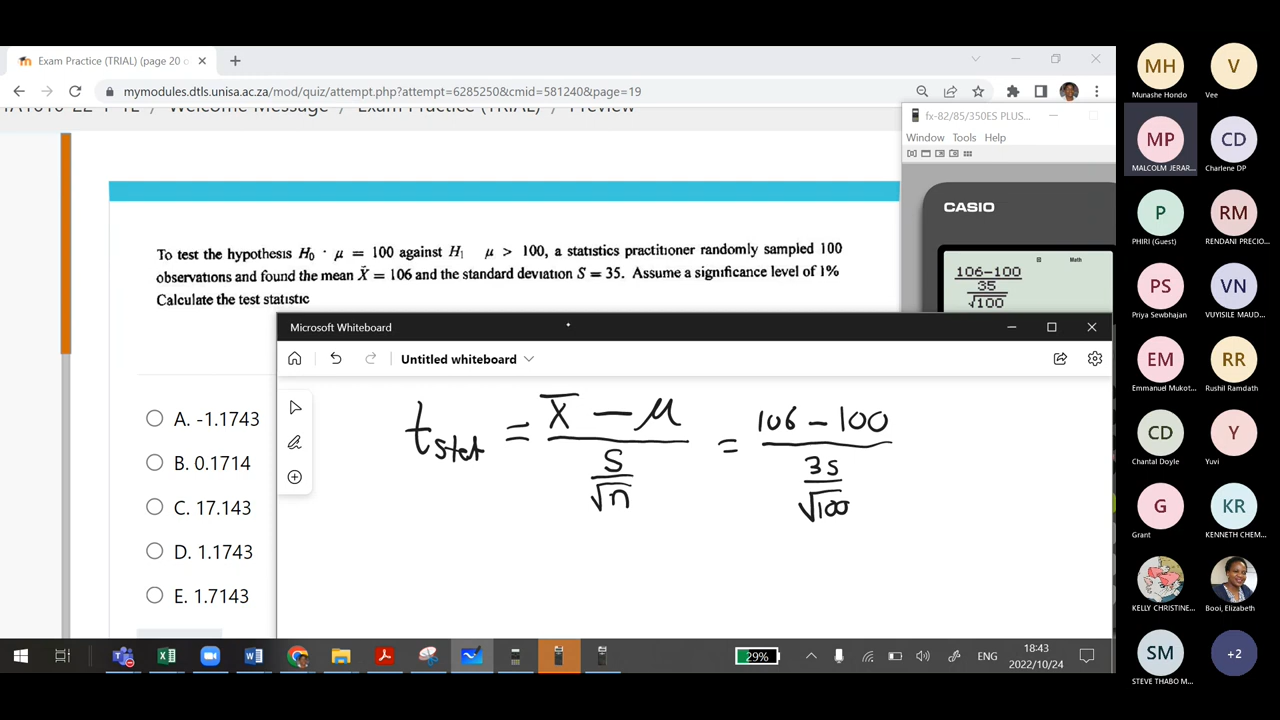 Exam Practice (TRIAL) (page 20 o
mymodules.dtls.unisa.ac.za/mod/quiz/attempt.php?attempt=6285250&cmid=581240&page=19
Welcome Message / Exam Practice (TRIAL) / Preview
fx-82/85/350ES PLUS...
Window Tools Help
CASIO
Math
106-100
35
√100
To test the hypothesis H₀ · μ = 100 against H₁ μ > 100, a statistics practitioner randomly sampled 100
observations and found the mean X̄ = 106 and the standard deviation S = 35. Assume a significance level of 1%
Calculate the test statistic
A. -1.1743
B. 0.1714
C. 17.143
D. 1.1743
E. 1.7143
Microsoft Whiteboard
Untitled whiteboard
t stat = X̄ − μ = 106 − 100
S 35
√n √100
29%
ENG
18:43
2022/10/24
MH
Munashe Hondo
V
Vee
MP
MALCOLM JERAR...
CD
Charlene DP
P
PHIRI (Guest)
RM
RENDANI PRECIO...
PS
Priya Sewbhajan
VN
VUYISILE MAUD...
EM
Emmanuel Mukot...
RR
Rushil Ramdath
CD
Chantal Doyle
Y
Yuvi
G
Grant
KR
KENNETH CHEM...
KELLY CHRISTINE...
Booi, Elizabeth
SM
STEVE THABO M...
+2